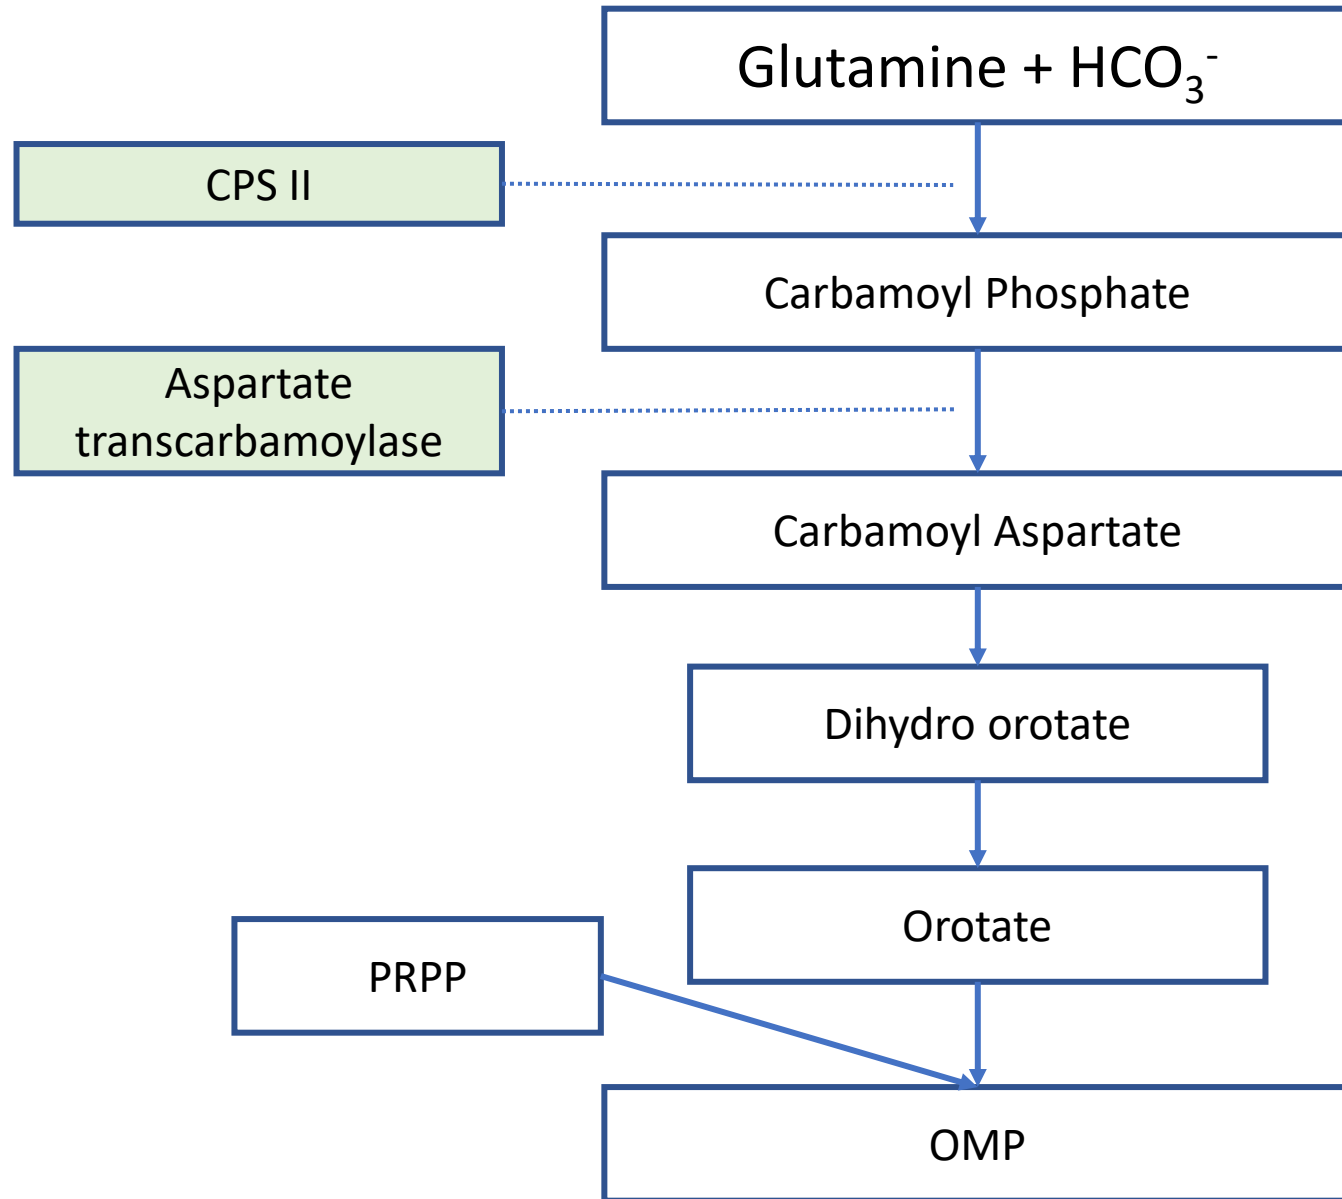 Glutamine + HCO₃⁻
CPS II
Carbamoyl Phosphate
Aspartate
transcarbamoylase
Carbamoyl Aspartate
Dihydro orotate
Orotate
PRPP
OMP